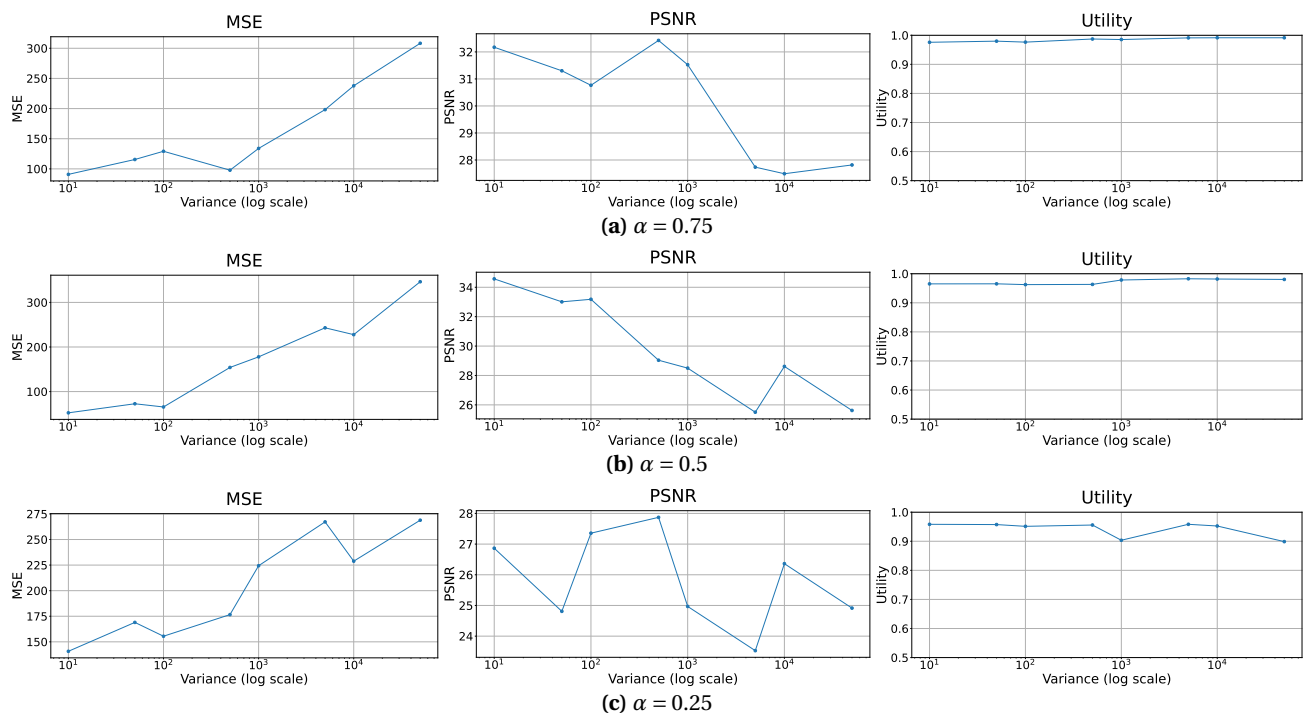 MSE
MSE
300
250
200
150
100
10¹ 10² 10³ 10⁴
Variance (log scale)
PSNR
PSNR
32
31
30
29
28
10¹ 10² 10³ 10⁴
Variance (log scale)
Utility
Utility
1.0
0.9
0.8
0.7
0.6
0.5
10¹ 10² 10³ 10⁴
Variance (log scale)
(a) α = 0.75
MSE
MSE
300
200
100
10¹ 10² 10³ 10⁴
Variance (log scale)
PSNR
PSNR
34
32
30
28
26
10¹ 10² 10³ 10⁴
Variance (log scale)
Utility
Utility
1.0
0.9
0.8
0.7
0.6
0.5
10¹ 10² 10³ 10⁴
Variance (log scale)
(b) α = 0.5
MSE
MSE
275
250
225
200
175
150
10¹ 10² 10³ 10⁴
Variance (log scale)
PSNR
PSNR
28
27
26
25
24
10¹ 10² 10³ 10⁴
Variance (log scale)
Utility
Utility
1.0
0.9
0.8
0.7
0.6
0.5
10¹ 10² 10³ 10⁴
Variance (log scale)
(c) α = 0.25